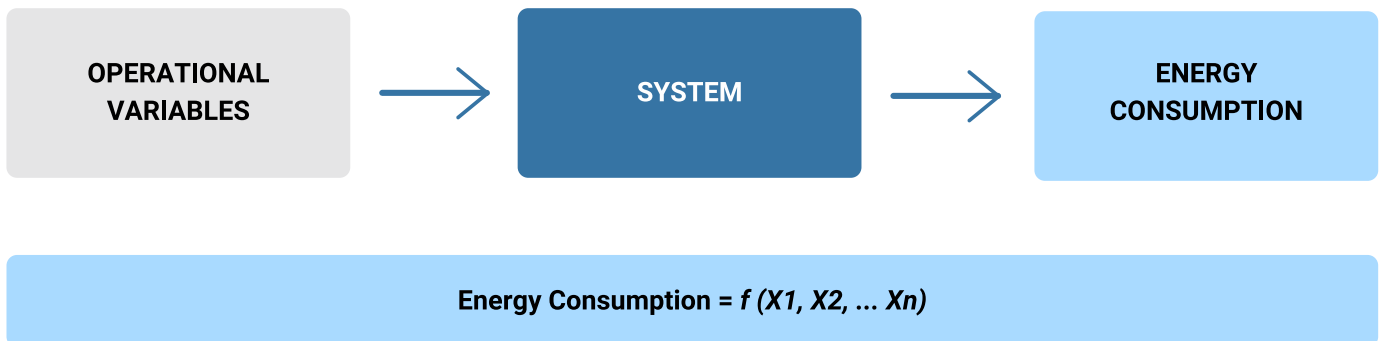 OPERATIONAL
VARIABLES
SYSTEM
ENERGY
CONSUMPTION
Energy Consumption = f (X1, X2, ... Xn)